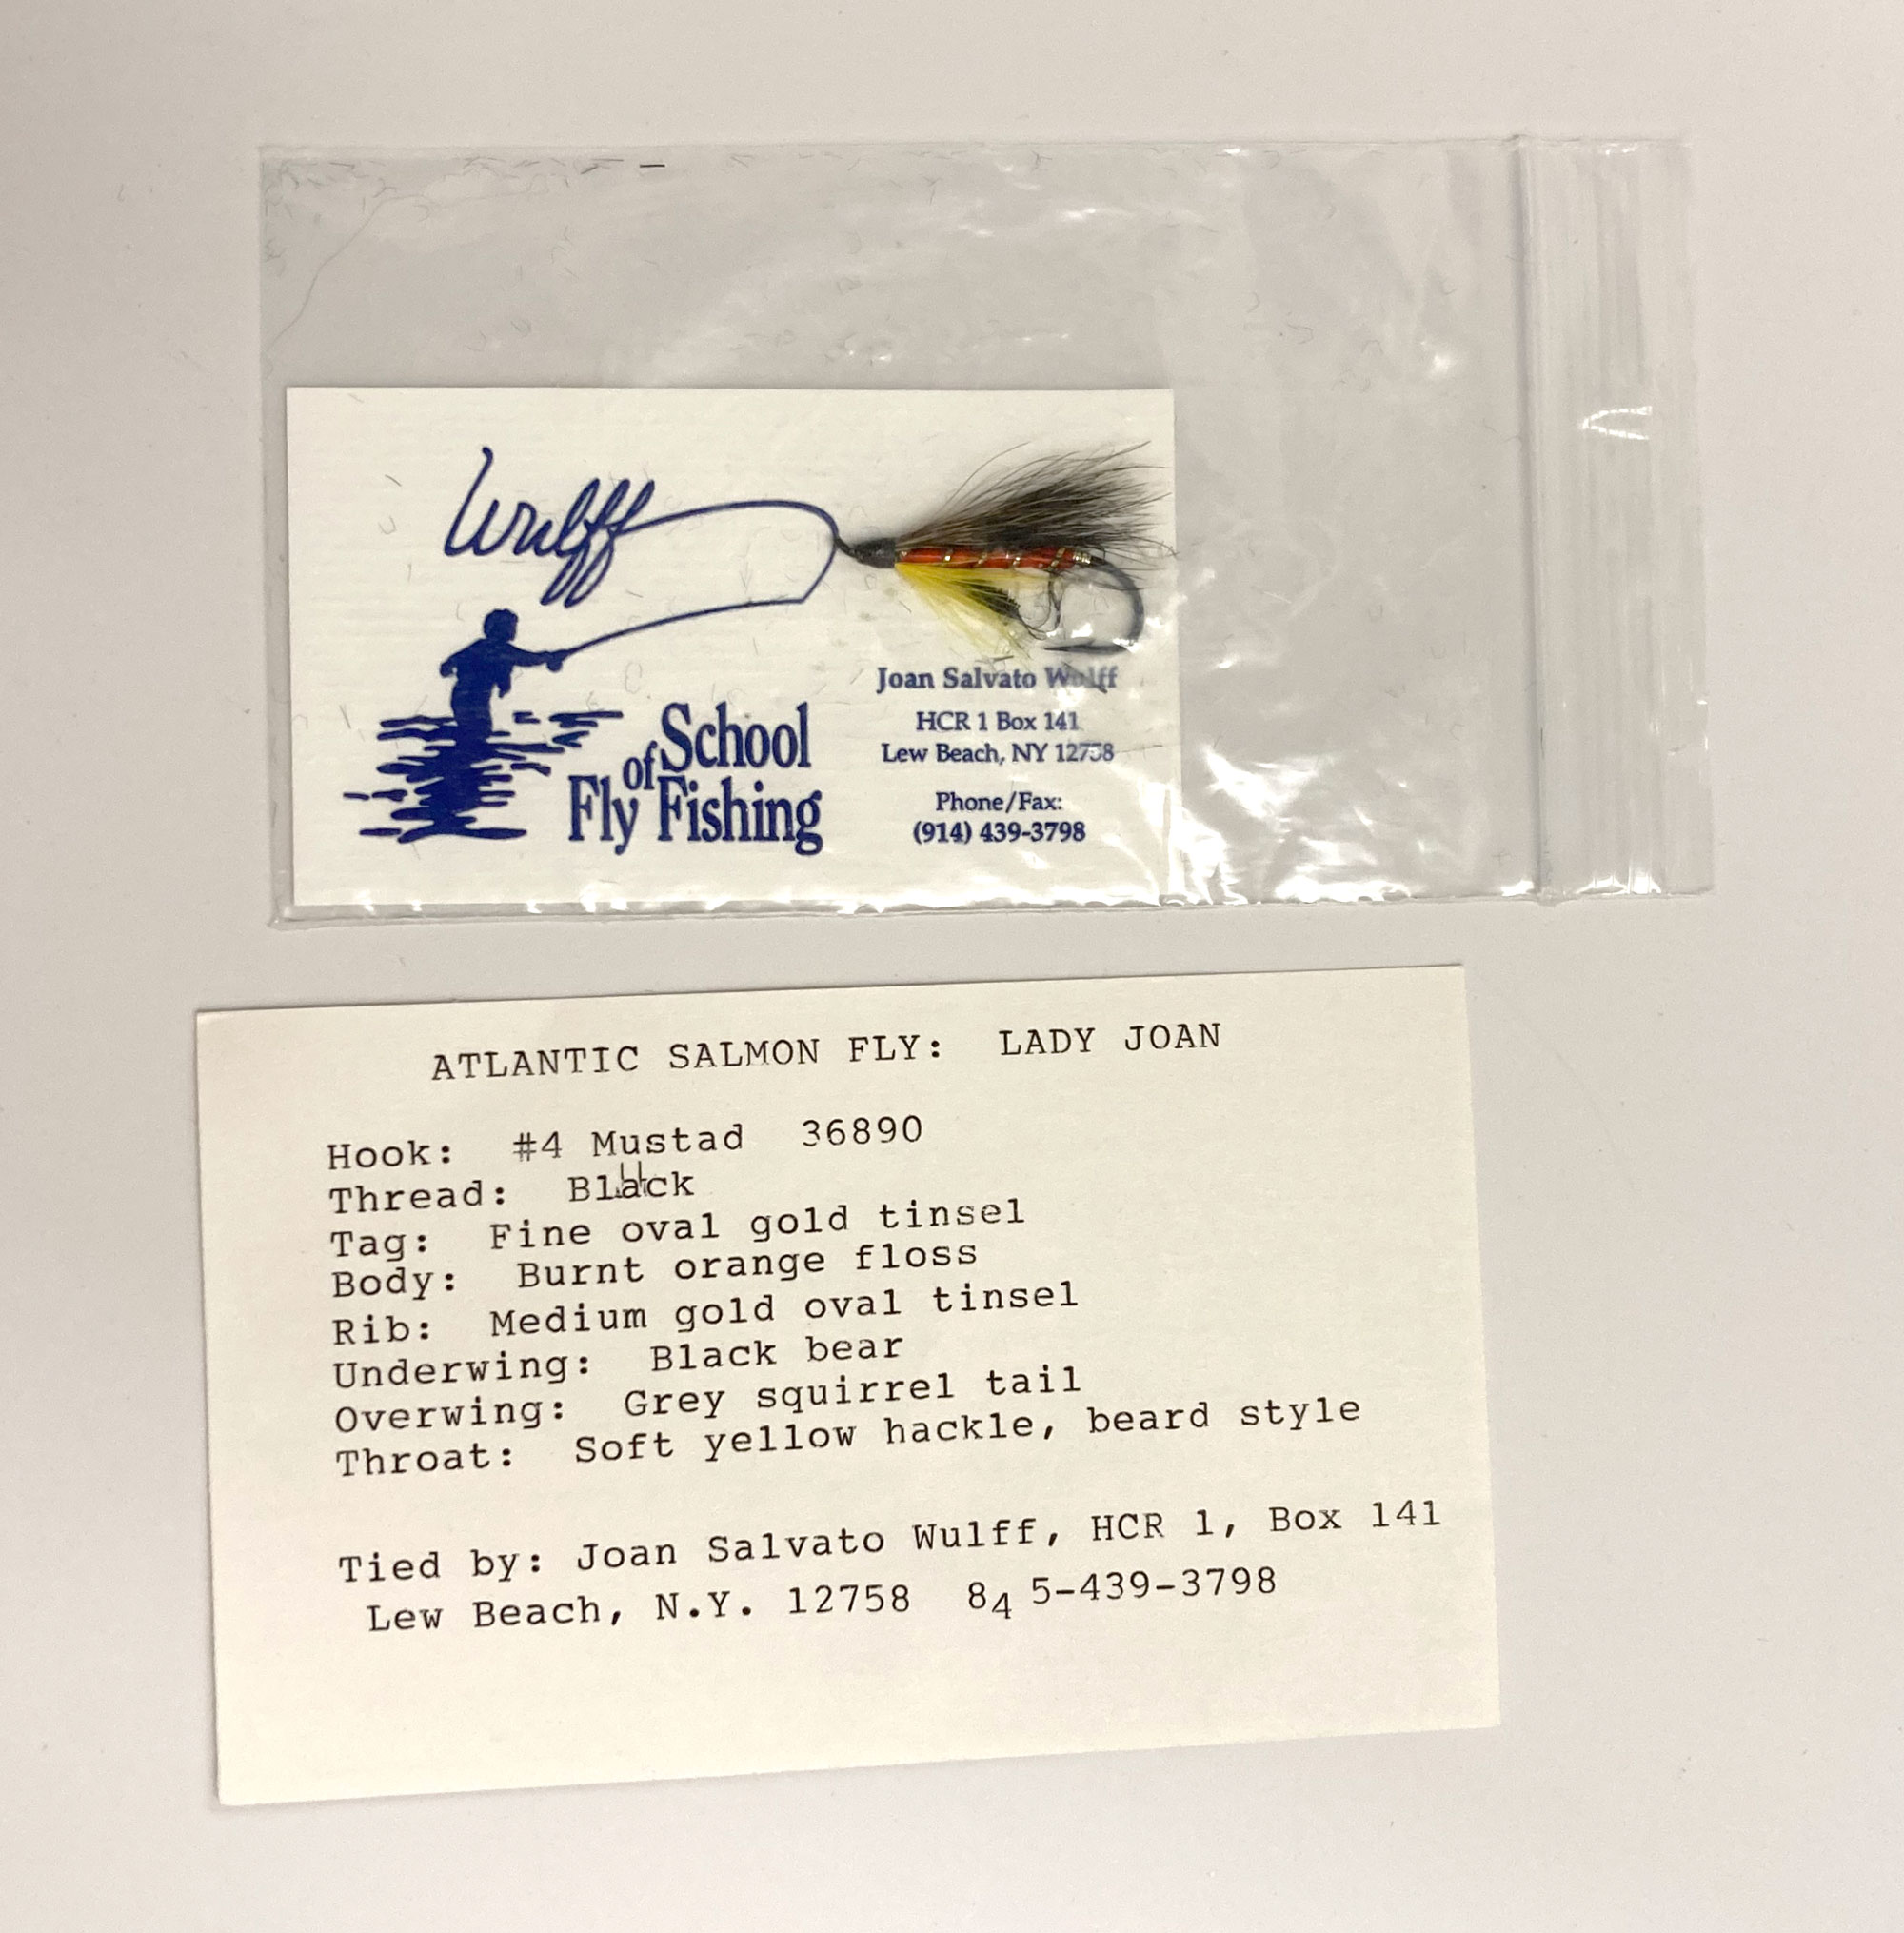 Wulff
School
of
Fly Fishing
Joan Salvato Wulff
HCR 1 Box 141
Lew Beach, NY 12758
Phone/Fax:
(914) 439-3798
ATLANTIC SALMON FLY: LADY JOAN
Hook: #4 Mustad 36890
Thread: Black
Tag: Fine oval gold tinsel
Body: Burnt orange floss
Rib: Medium gold oval tinsel
Underwing: Black bear
Overwing: Grey squirrel tail
Throat: Soft yellow hackle, beard style
Tied by: Joan Salvato Wulff, HCR 1, Box 141
Lew Beach, N.Y. 12758 845-439-3798